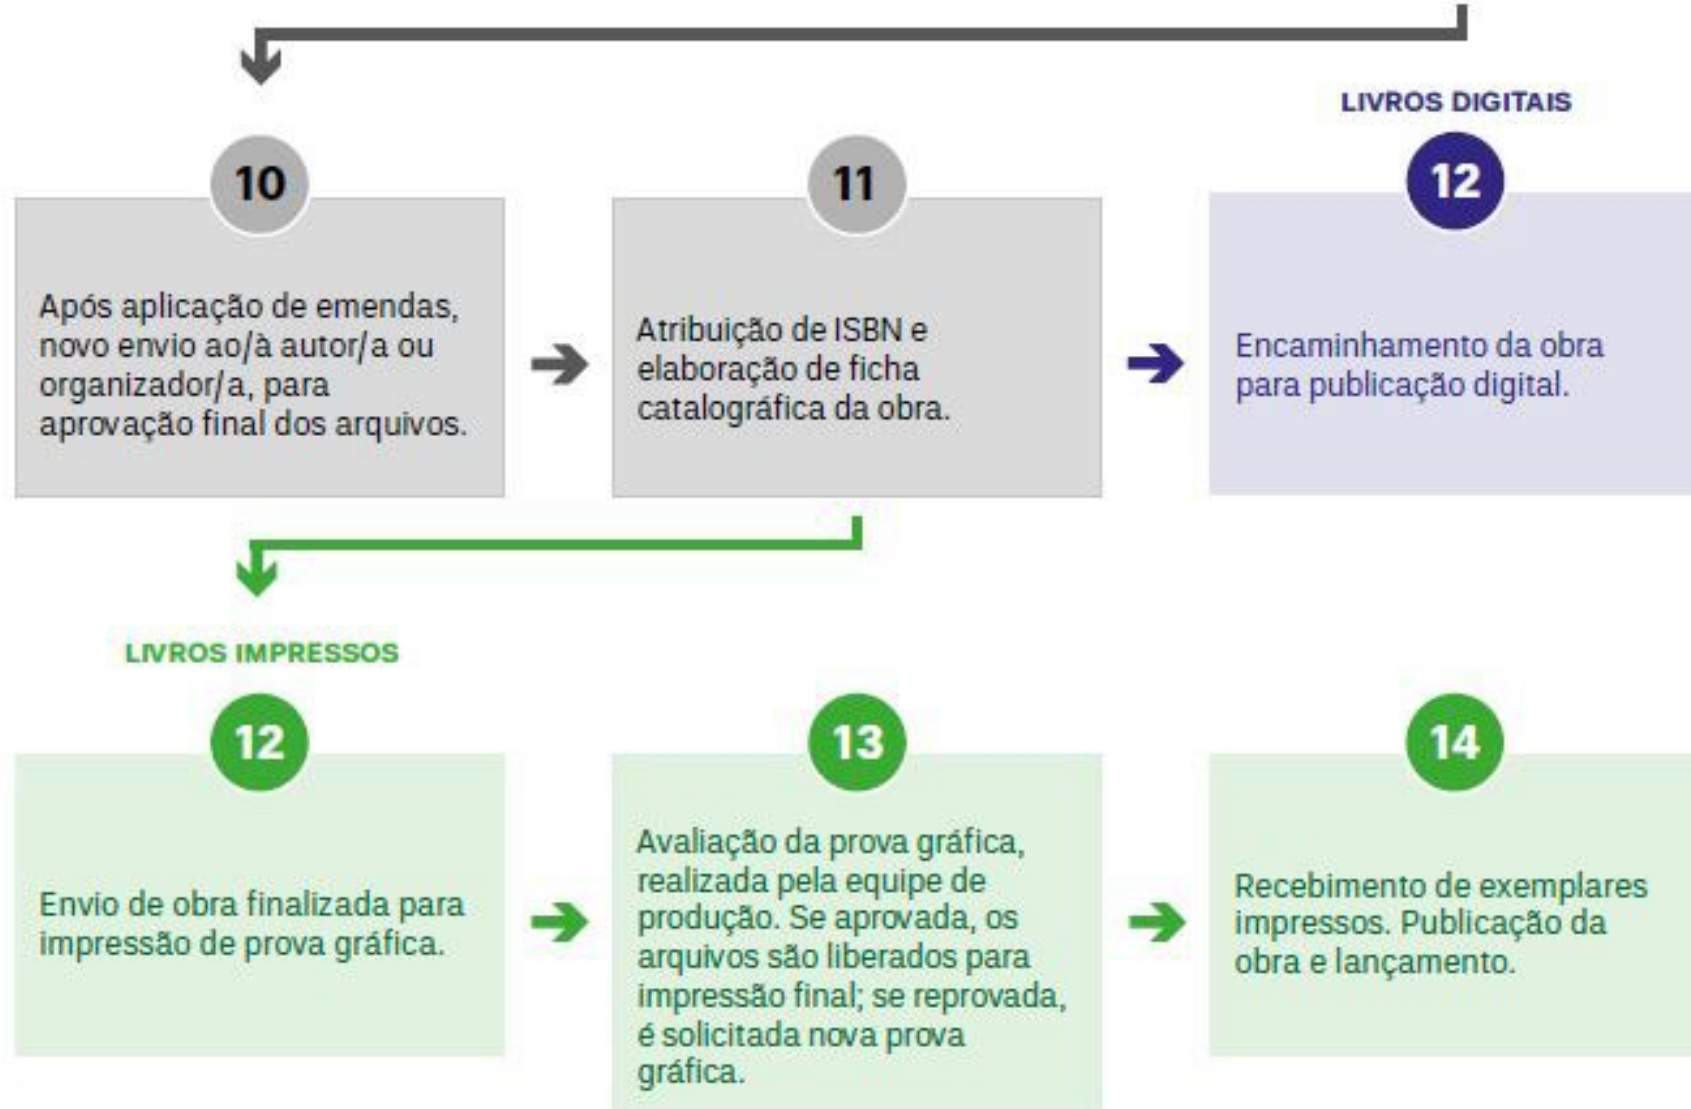 10
Após aplicação de emendas,
novo envio ao/à autor/a ou
organizador/a, para
aprovação final dos arquivos.
11
Atribuição de ISBN e
elaboração de ficha
catalográfica da obra.
LIVROS DIGITAIS
12
Encaminhamento da obra
para publicação digital.
LIVROS IMPRESSOS
12
Envio de obra finalizada para
impressão de prova gráfica.
13
Avaliação da prova gráfica,
realizada pela equipe de
produção. Se aprovada, os
arquivos são liberados para
impressão final; se reprovada,
é solicitada nova prova
gráfica.
14
Recebimento de exemplares
impressos. Publicação da
obra e lançamento.